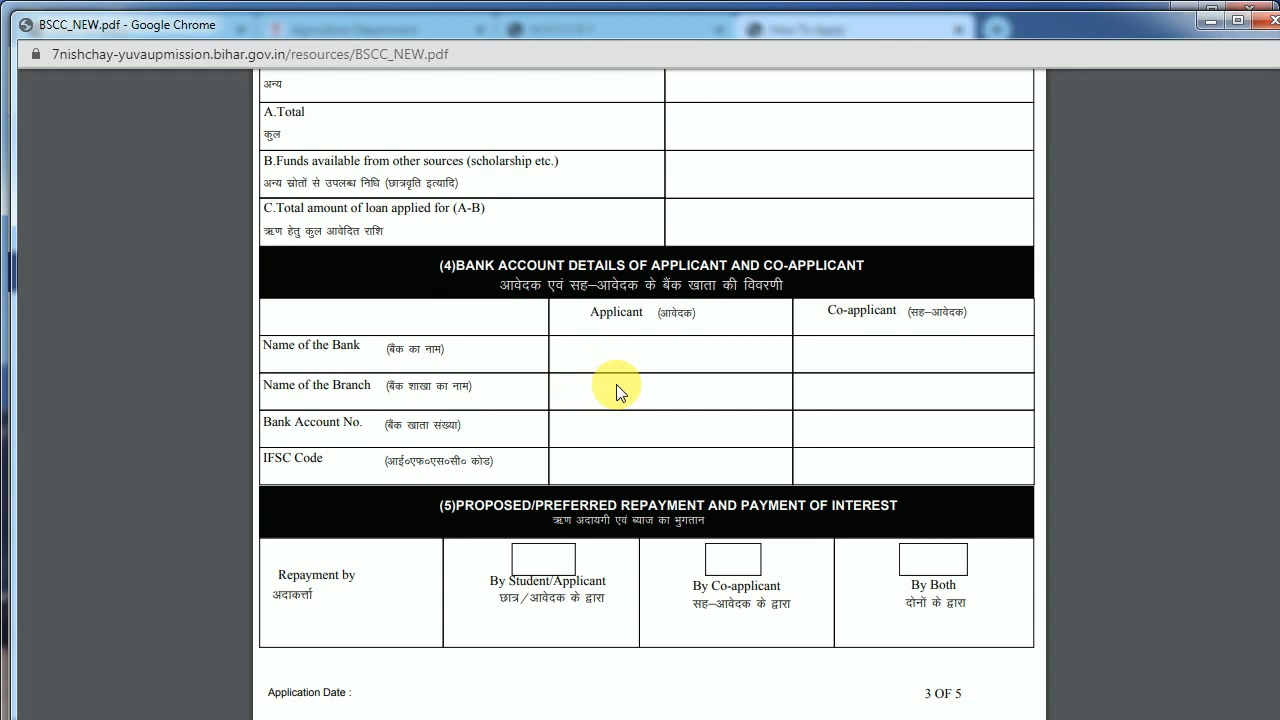 BSCC_NEW.pdf - Google Chrome
7nishchay-yuvaupmission.bihar.gov.in/resources/BSCC_NEW.pdf
अन्य
A.Total
कुल
B.Funds available from other sources (scholarship etc.)
अन्य स्रोतों से उपलब्ध निधि (छात्रवृति इत्यादि)
C.Total amount of loan applied for (A-B)
ऋण हेतु कुल आवेदित राशि
(4)BANK ACCOUNT DETAILS OF APPLICANT AND CO-APPLICANT
आवेदक एवं सह–आवेदक के बैंक खाता की विवरणी
Applicant (आवेदक) Co-applicant (सह–आवेदक)
Name of the Bank (बैंक का नाम)
Name of the Branch (बैंक शाखा का नाम)
Bank Account No. (बैंक खाता संख्या)
IFSC Code (आई०एफ०एस०सी० कोड)
(5)PROPOSED/PREFERRED REPAYMENT AND PAYMENT OF INTEREST
ऋण अदायगी एवं ब्याज का भुगतान
Repayment by
अदाकर्त्ता
By Student/Applicant
छात्र/आवेदक के द्वारा
By Co-applicant
सह–आवेदक के द्वारा
By Both
दोनों के द्वारा
Application Date :
3 OF 5